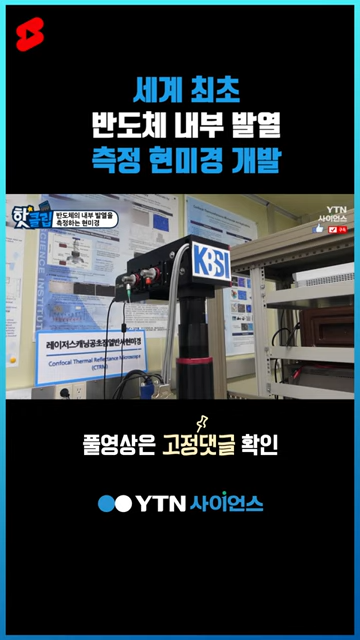 세계 최초
반도체 내부 발열
측정 현미경 개발
핫클립
반도체의 내부 발열을
측정하는 현미경
YTN
사이언스
구독
KBSI
레이저스캐닝공초점열반사현미경
Confocal Thermal Reflectance Microscope
(CTRM)
풀영상은 고정댓글 확인
YTN 사이언스